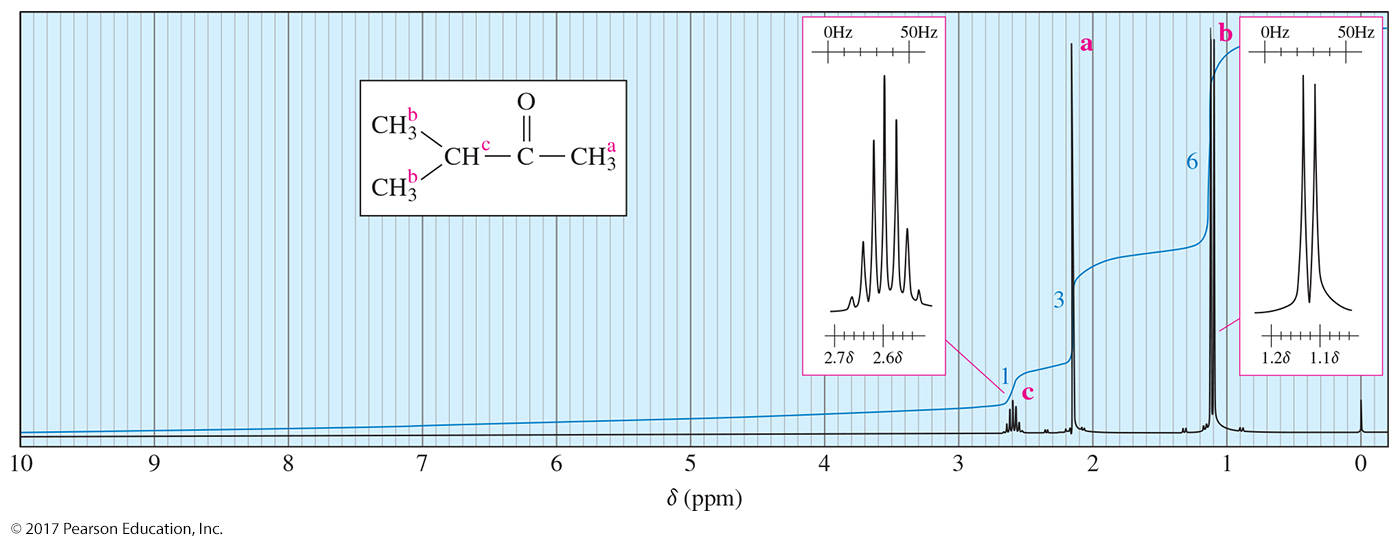 0Hz 50Hz
a
b
0Hz 50Hz
O
CH₃ᵇ
CHᶜ—C—CH₃ᵃ
CH₃ᵇ
6
3
2.7δ 2.6δ
1.2δ 1.1δ
1
c
10 9 8 7 6 5 4 3 2 1 0
δ (ppm)
© 2017 Pearson Education, Inc.